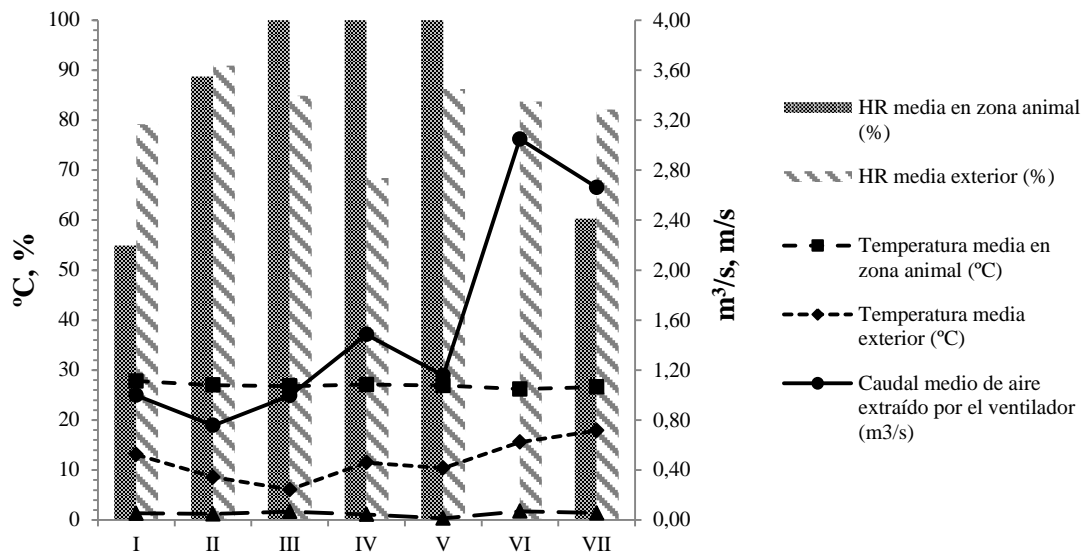 100
90
80
70
60
50
40
30
20
10
0
ºC, %
4,00
3,60
3,20
2,80
2,40
2,00
1,60
1,20
0,80
0,40
0,00
m³/s, m/s
I II III IV V VI VII
HR media en zona animal
(%)
HR media exterior (%)
Temperatura media en
zona animal (ºC)
Temperatura media
exterior (ºC)
Caudal medio de aire
extraído por el ventilador
(m3/s)